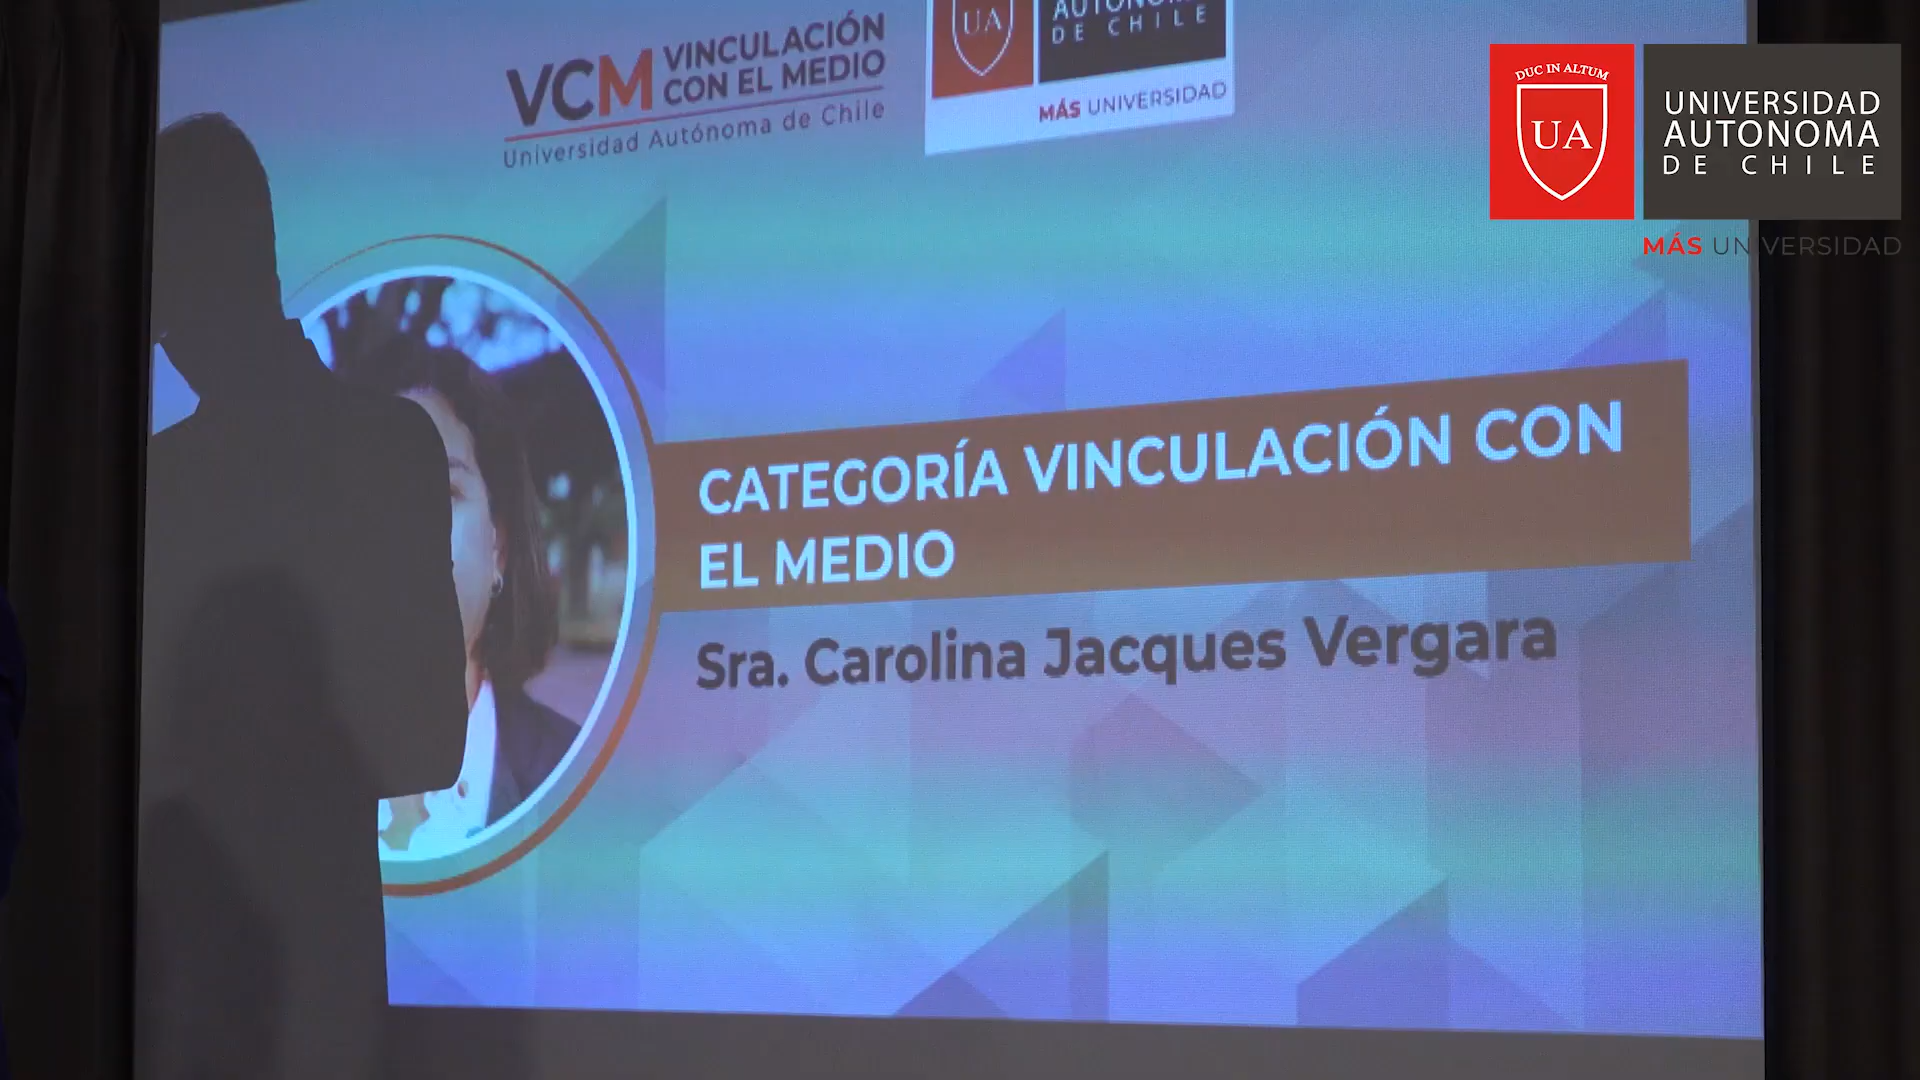 VCM VINCULACIÓN
CON EL MEDIO
Universidad Autónoma de Chile
UA
DE CHILE
MÁS UNIVERSIDAD
DUC IN ALTUM
UA
UNIVERSIDAD
AUTONOMA
DE CHILE
MÁS UNIVERSIDAD
CATEGORÍA VINCULACIÓN CON
EL MEDIO
Sra. Carolina Jacques Vergara